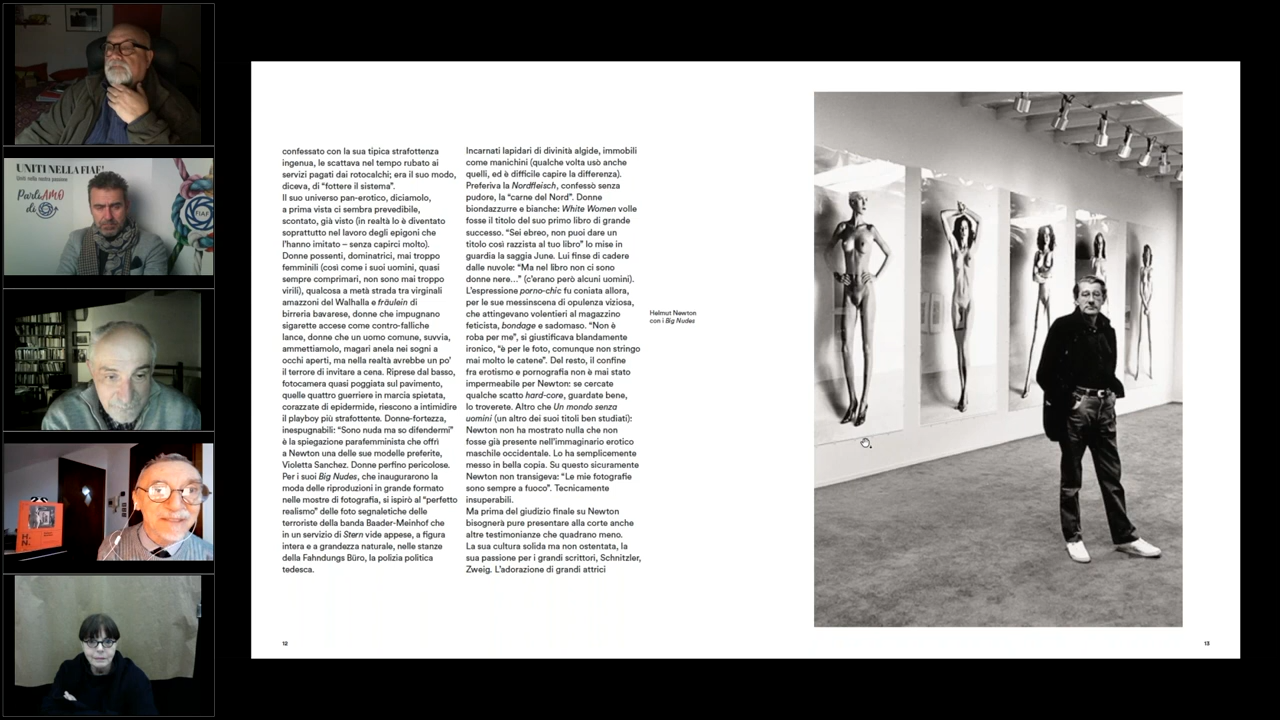 UNITI NELLA FIAF
Uniti nella nostra passione
ParliAMO
di
FIAF
H.
N.
confessato con la sua tipica strafottenza
ingenua, le scattava nel tempo rubato ai
servizi pagati dai rotocalchi; era il suo modo,
diceva, di “fottere il sistema”.
Il suo universo pan-erotico, diciamolo,
a prima vista ci sembra prevedibile,
scontato, già visto (in realtà lo è diventato
soprattutto nel lavoro degli epigoni che
l’hanno imitato – senza capirci molto).
Donne possenti, dominatrici, mai troppo
femminili (così come i suoi uomini, quasi
sempre comprimari, non sono mai troppo
virili), qualcosa a metà strada tra virginali
amazzoni del Walhalla e fräulein di
birreria bavarese, donne che impugnano
sigarette accese come contro-falliche
lance, donne che un uomo comune, suvvia,
ammettiamolo, magari anela nei sogni a
occhi aperti, ma nella realtà avrebbe un po’
il terrore di invitare a cena. Riprese dal basso,
fotocamera quasi poggiata sul pavimento,
quelle quattro guerriere in marcia spietata,
corazzate di epidermide, riescono a intimidire
il playboy più strafottente. Donne-fortezza,
inespugnabili: “Sono nuda ma so difendermi”
è la spiegazione parafemminista che offrì
a Newton una delle sue modelle preferite,
Violetta Sanchez. Donne perfino pericolose.
Per i suoi Big Nudes, che inaugurarono la
moda delle riproduzioni in grande formato
nelle mostre di fotografia, si ispirò al “perfetto
realismo” delle foto segnaletiche delle
terroriste della banda Baader-Meinhof che
in un servizio di Stern vide appese, a figura
intera e a grandezza naturale, nelle stanze
della Fahndungs Büro, la polizia politica
tedesca.
Incarnati lapidari di divinità algide, immobili
come manichini (qualche volta usò anche
quelli, ed è difficile capire la differenza).
Preferiva la Nordfleisch, confessò senza
pudore, la “carne del Nord”. Donne
biondazzurre e bianche: White Women volle
fosse il titolo del suo primo libro di grande
successo. “Sei ebreo, non puoi dare un
titolo così razzista al tuo libro” lo mise in
guardia la saggia June. Lui finse di cadere
dalle nuvole: “Ma nel libro non ci sono
donne nere…” (c’erano però alcuni uomini).
L’espressione porno-chic fu coniata allora,
per le sue messinscena di opulenza viziosa,
che attingevano volentieri al magazzino
feticista, bondage e sadomaso. “Non è
roba per me”, si giustificava blandamente
ironico, “è per le foto, comunque non stringo
mai molto le catene”. Del resto, il confine
fra erotismo e pornografia non è mai stato
impermeabile per Newton: se cercate
qualche scatto hard-core, guardate bene,
lo troverete. Altro che Un mondo senza
uomini (un altro dei suoi titoli ben studiati):
Newton non ha mostrato nulla che non
fosse già presente nell’immaginario erotico
maschile occidentale. Lo ha semplicemente
messo in bella copia. Su questo sicuramente
Newton non transigeva: “Le mie fotografie
sono sempre a fuoco”. Tecnicamente
insuperabili.
Ma prima del giudizio finale su Newton
bisognerà pure presentare alla corte anche
altre testimonianze che quadrano meno.
La sua cultura solida ma non ostentata, la
sua passione per i grandi scrittori, Schnitzler,
Zweig. L’adorazione di grandi attrici
Helmut Newton
con i Big Nudes
12
13